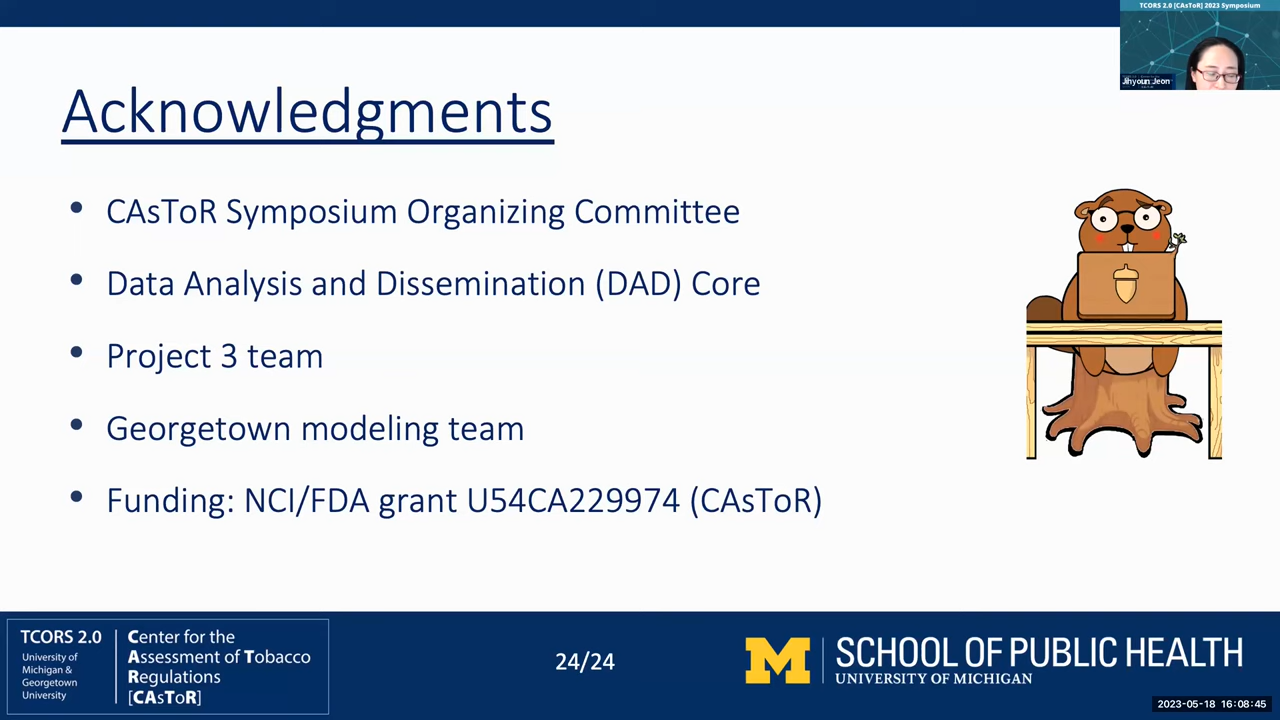 TCORS 2.0 [CAsToR] 2023 Symposium
Jihyoun Jeon
Acknowledgments
• CAsToR Symposium Organizing Committee
• Data Analysis and Dissemination (DAD) Core
• Project 3 team
• Georgetown modeling team
• Funding: NCI/FDA grant U54CA229974 (CAsToR)
TCORS 2.0
University of
Michigan &
Georgetown
University
Center for the
Assessment of Tobacco
Regulations
[CAsToR]
24/24
M
SCHOOL OF PUBLIC HEALTH
UNIVERSITY OF MICHIGAN
2023-05-18 16:08:45